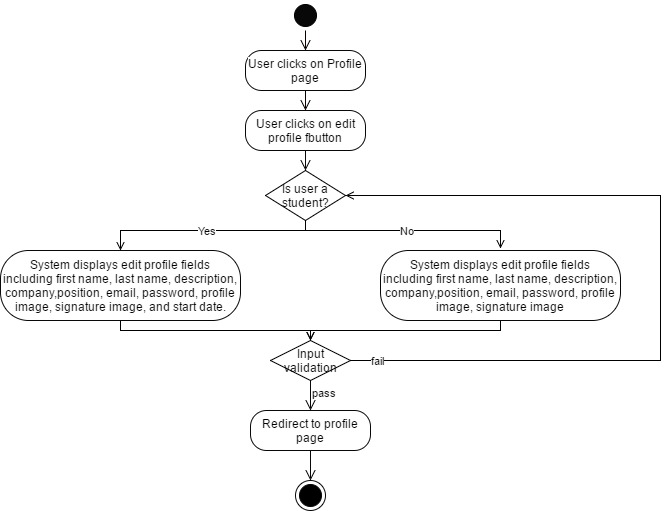 User clicks on Profile
page
User clicks on edit
profile fbutton
Is user a
student?
Yes
No
System displays edit profile fields
including first name, last name, description,
company,position, email, password, profile
image, signature image, and start date.
System displays edit profile fields
including first name, last name, description,
company,position, email, password, profile
image, signature image
Input
validation
fail
pass
Redirect to profile
page